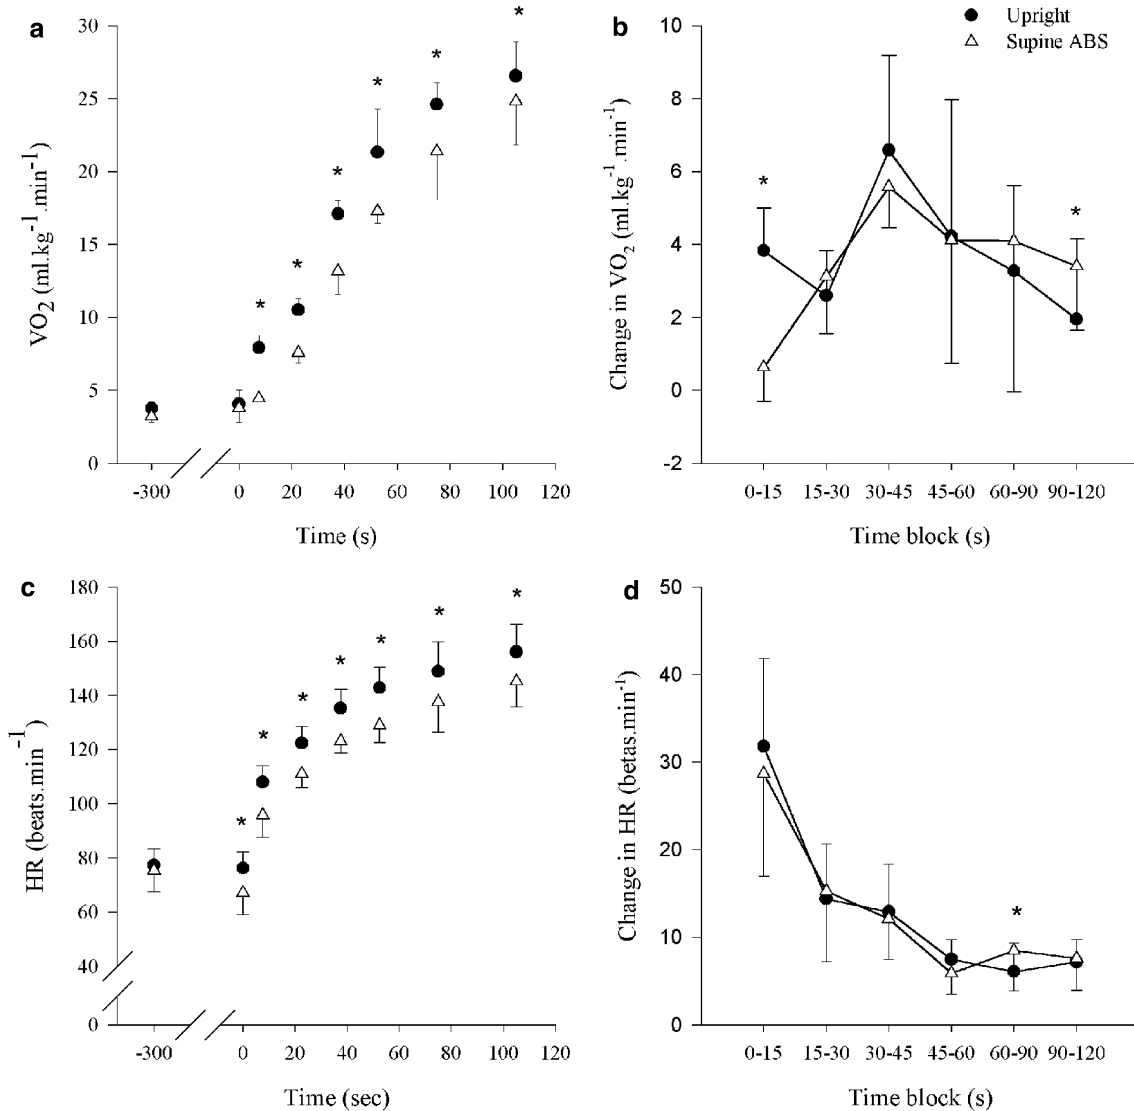 a
30
25
20
15
10
5
0
VO2 (ml.kg-1.min-1)
* * * * * * *
-300 0 20 40 60 80 100 120
Time (s)
b
Upright
Supine ABS
10
8
6
4
2
0
-2
Change in VO2 (ml.kg-1.min-1)
* *
0-15 15-30 30-45 45-60 60-90 90-120
Time block (s)
c
180
160
140
120
100
80
60
40
0
HR (beats.min-1)
* * * * * * * *
-300 0 20 40 60 80 100 120
Time (sec)
d
50
40
30
20
10
0
Change in HR (betas.min-1)
*
0-15 15-30 30-45 45-60 60-90 90-120
Time block (s)